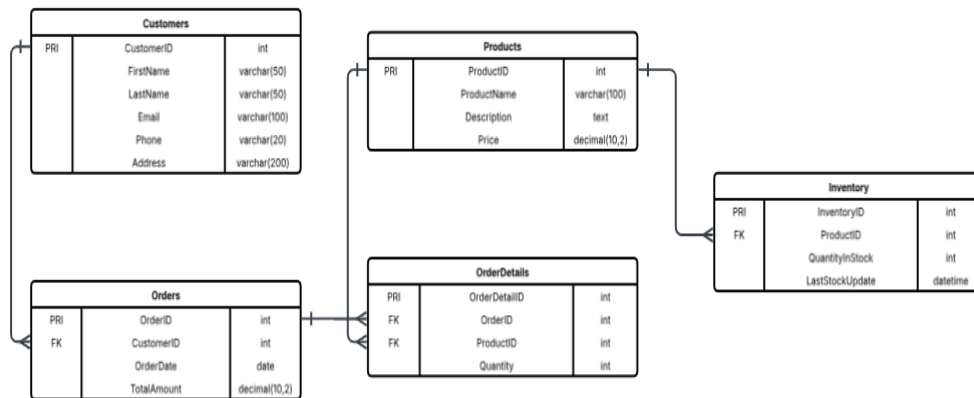 Customers
PRI CustomerID int
FirstName varchar(50)
LastName varchar(50)
Email varchar(100)
Phone varchar(20)
Address varchar(200)
Products
PRI ProductID int
ProductName varchar(100)
Description text
Price decimal(10,2)
Inventory
PRI InventoryID int
FK ProductID int
QuantityInStock int
LastStockUpdate datetime
Orders
PRI OrderID int
FK CustomerID int
OrderDate date
TotalAmount decimal(10,2)
OrderDetails
PRI OrderDetailID int
FK OrderID int
FK ProductID int
Quantity int